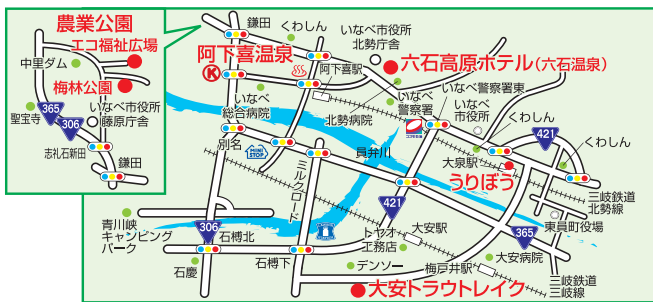 農業公園
エコ福祉広場
中里ダム
梅林公園
いなべ市役所
藤原庁舎
聖宝寺
365
306
志礼石新田
鎌田
鎌田
くわしん
いなべ市役所
北勢庁舎
阿下喜温泉
六石高原ホテル(六石温泉)
K
阿下喜駅
いなべ
総合病院
北勢病院
いなべ
警察署
いなべ警察署東
いなべ
市役所
くわしん
421
くわしん
別名
MINI
STOP
員弁川
大泉駅
うりぼう
三岐鉄道
北勢線
ミルクロード
421
東員町役場
青川峡
キャンピング
パーク
306
石榑北
トヤオ
工務店
大安駅
365
石慶
石榑下
デンソー
梅戸井駅
大安病院
大安トラウトレイク
三岐鉄道
三岐線